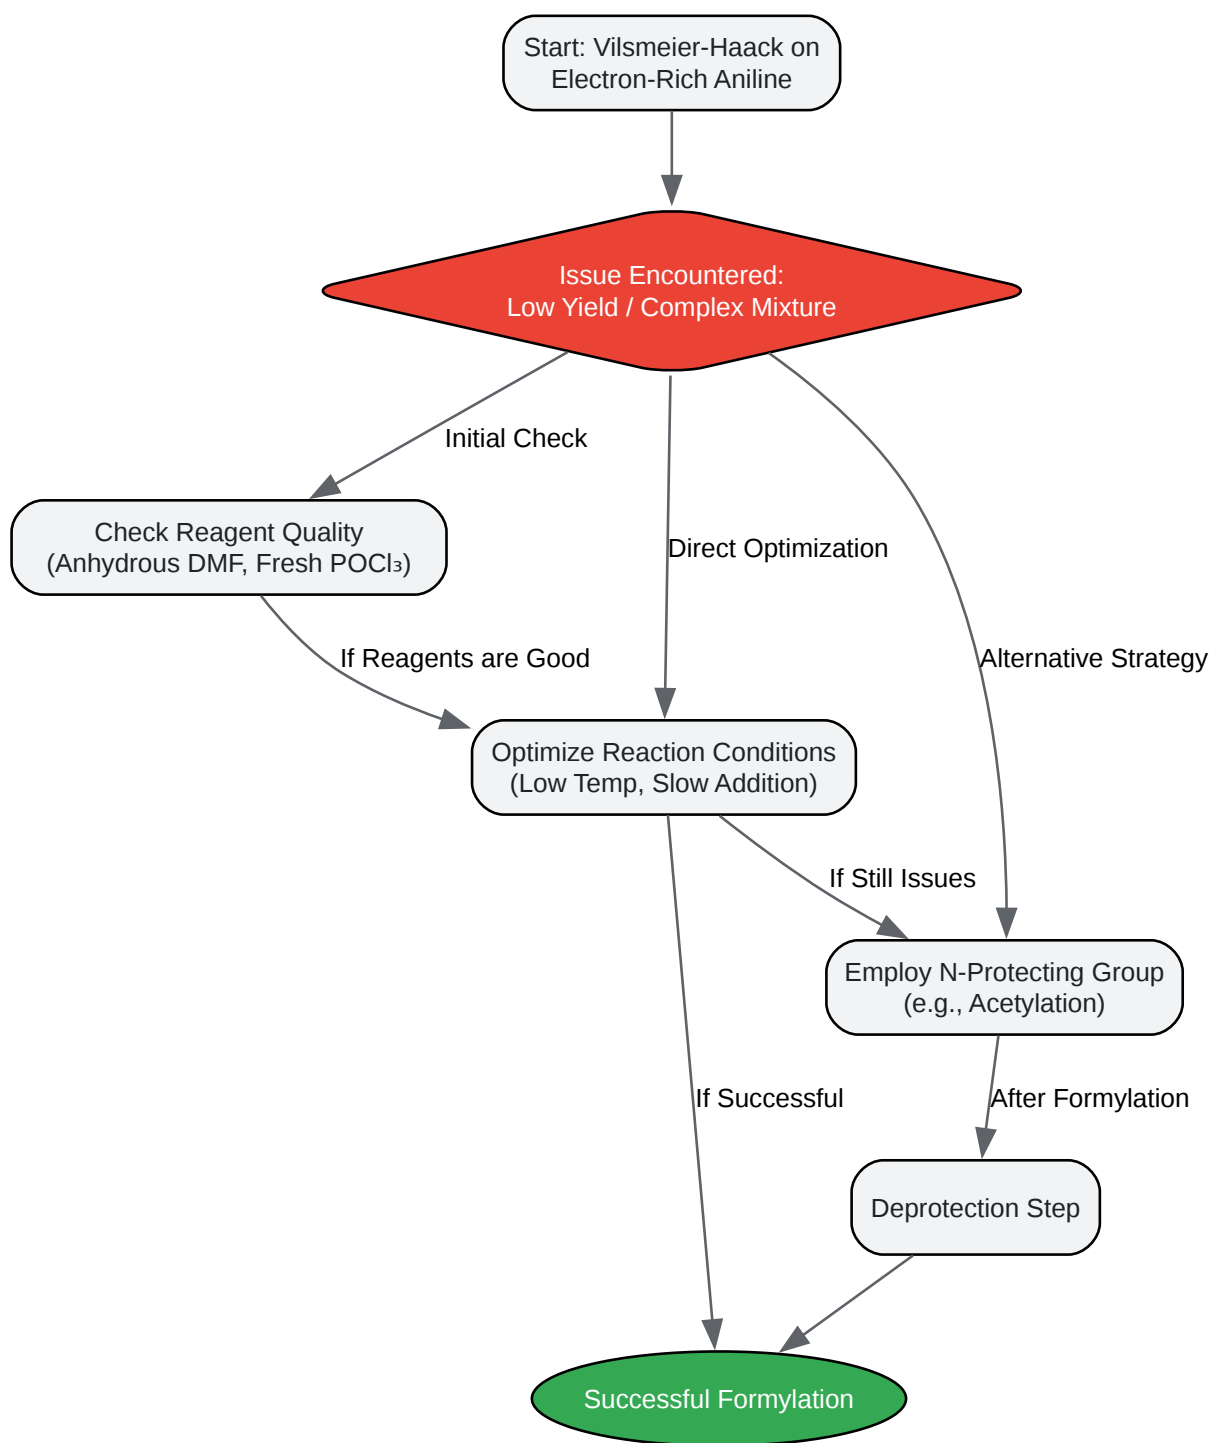 Start: Vilsmeier-Haack on
Electron-Rich Aniline
Issue Encountered:
Low Yield / Complex Mixture
Initial Check
Check Reagent Quality
(Anhydrous DMF, Fresh POCl₃)
Direct Optimization
If Reagents are Good
Alternative Strategy
Optimize Reaction Conditions
(Low Temp, Slow Addition)
If Still Issues
Employ N-Protecting Group
(e.g., Acetylation)
If Successful
After Formylation
Deprotection Step
Successful Formylation